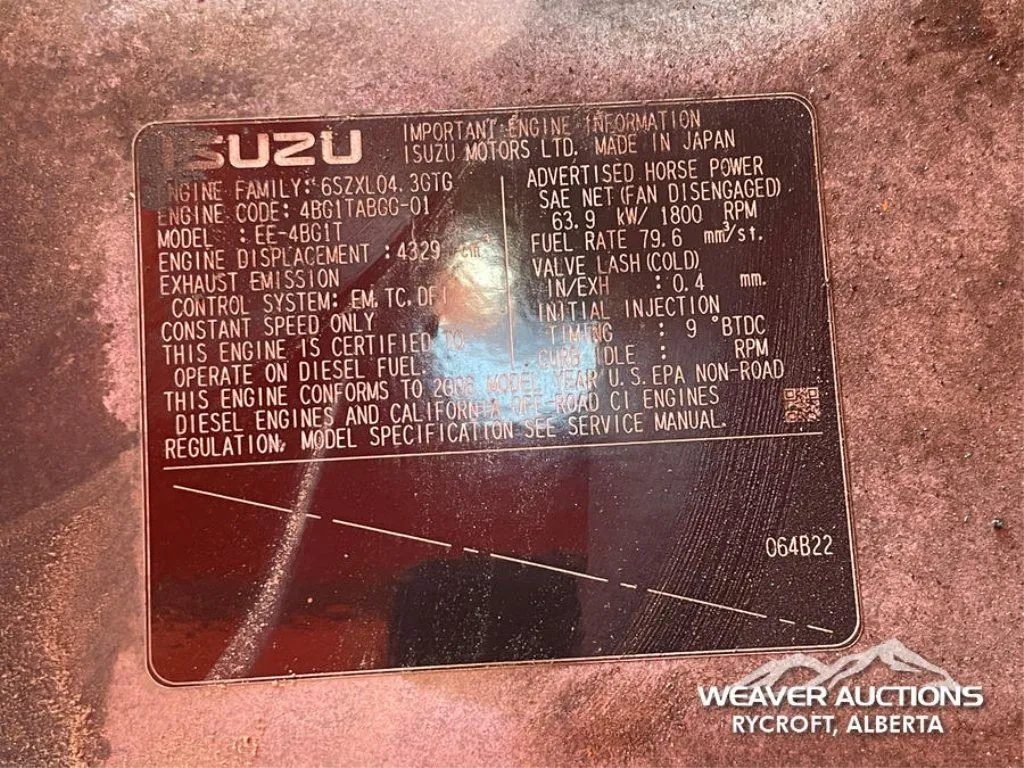 ISUZU
IMPORTANT ENGINE INFORMATION
ISUZU MOTORS LTD. MADE IN JAPAN
ENGINE FAMILY: 6SZXL04.3GTG
ENGINE CODE: 4BG1TABGG-01
MODEL : EE-4BG1T
ENGINE DISPLACEMENT : 4329 cm
EXHAUST EMISSION
CONTROL SYSTEM: EM, TC, DFI
CONSTANT SPEED ONLY
THIS ENGINE IS CERTIFIED TO
OPERATE ON DIESEL FUEL.
ADVERTISED HORSE POWER
SAE NET (FAN DISENGAGED)
63.9 kW/ 1800 RPM
FUEL RATE 79.6 mm³/st.
VALVE LASH (COLD)
IN/EXH : 0.4 mm.
INITIAL INJECTION
TIMING : 9 °BTDC
CURB IDLE : RPM
THIS ENGINE CONFORMS TO 2006 MODEL YEAR U.S. EPA NON-ROAD
DIESEL ENGINES AND CALIFORNIA OFF-ROAD CI ENGINES
REGULATION, MODEL SPECIFICATION SEE SERVICE MANUAL.
064B22
WEAVER AUCTIONS
RYCROFT, ALBERTA